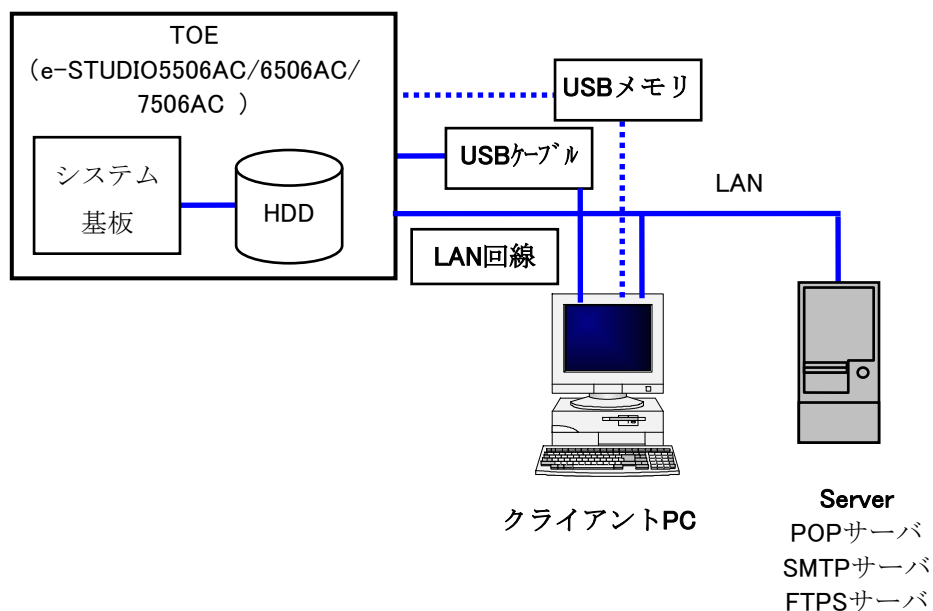 TOE
（e-STUDIO5506AC/6506AC/
7506AC ）
システム
基板
HDD
USBメモリ
USBｹｰﾌﾞﾙ
LAN
LAN回線
クライアントPC
Server
POPサーバ
SMTPサーバ
FTPSサーバ